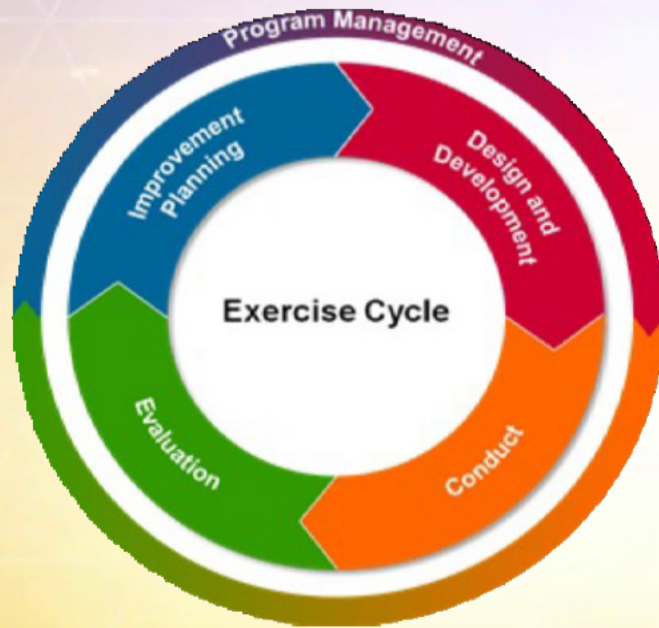 Program Management
Improvement
Planning
Design and
Development
Exercise Cycle
Evaluation
Conduct